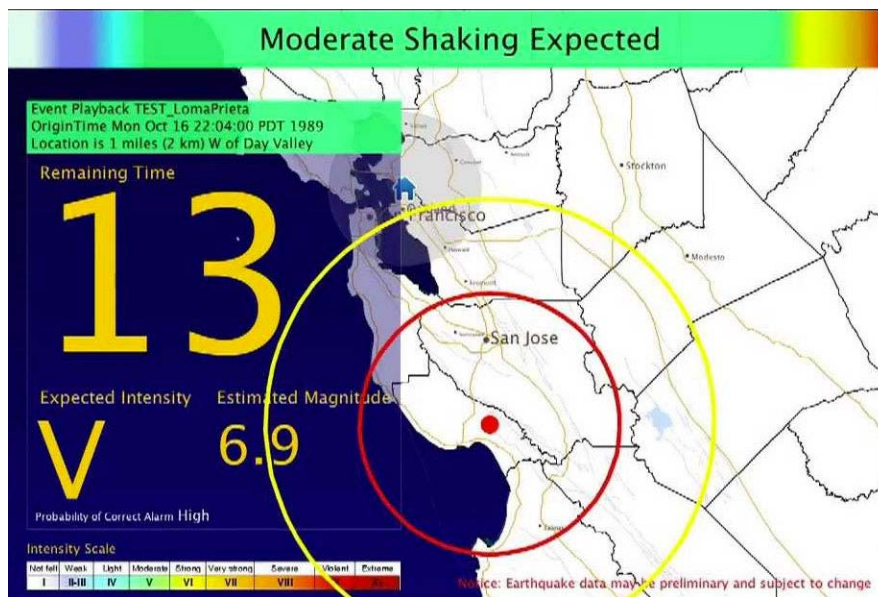 Moderate Shaking Expected
Event Playback TEST_LomaPrieta
OriginTime Mon Oct 16 22:04:00 PDT 1989
Location is 1 miles (2 km) W of Day Valley
Remaining Time
13
Expected Intensity
Estimated Magnitude
V
6.9
Probability of Correct Alarm High
Stockton
Francisco
Modesto
San Jose
Intensity Scale
Not felt Weak Light Moderate Strong Very strong Severe Violent Extreme
I II-III IV V VI VII VIII
Notice: Earthquake data may be preliminary and subject to change